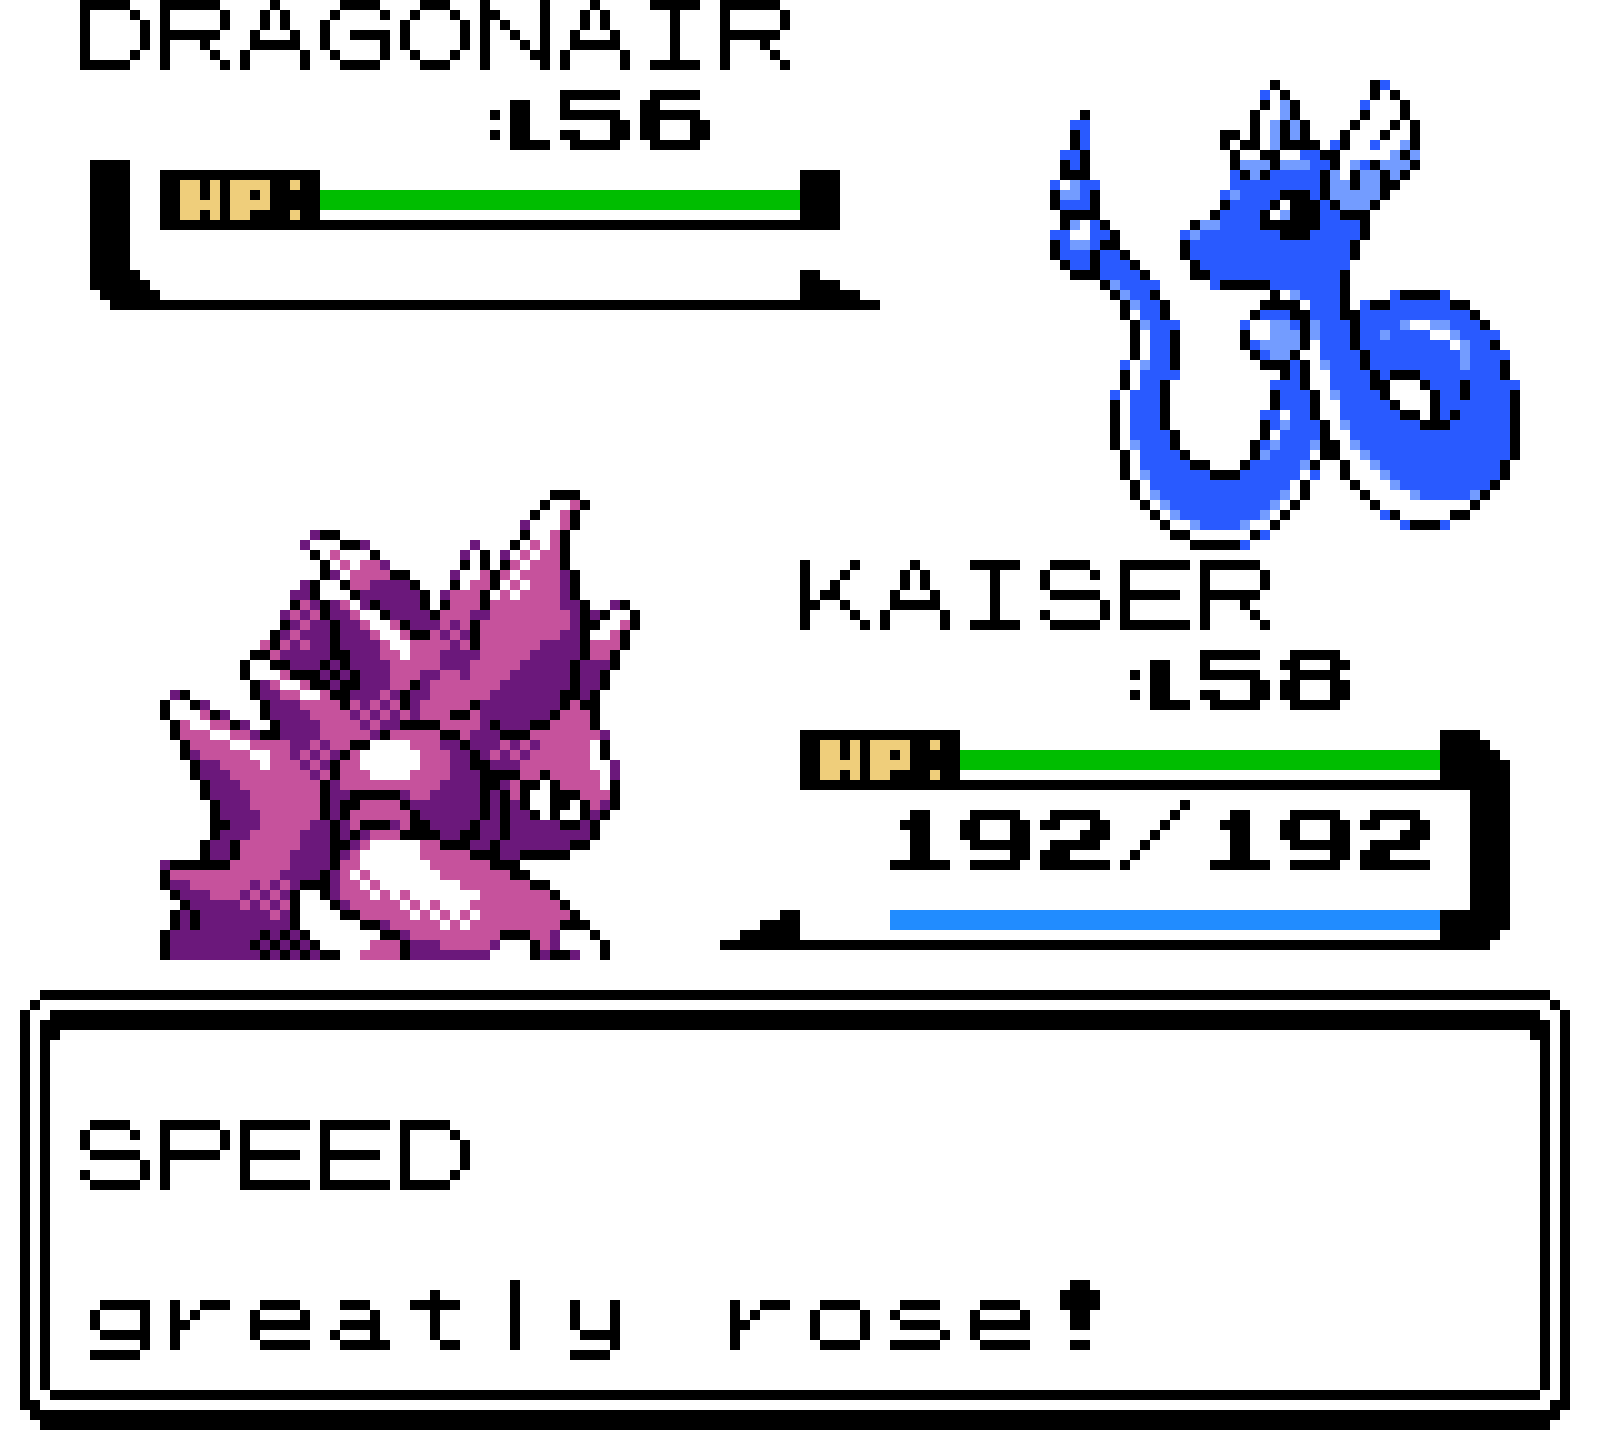 DRAGONAIR
:L56
HP:
KAISER
:L58
HP:
192/192
SPEED
greatly rose!